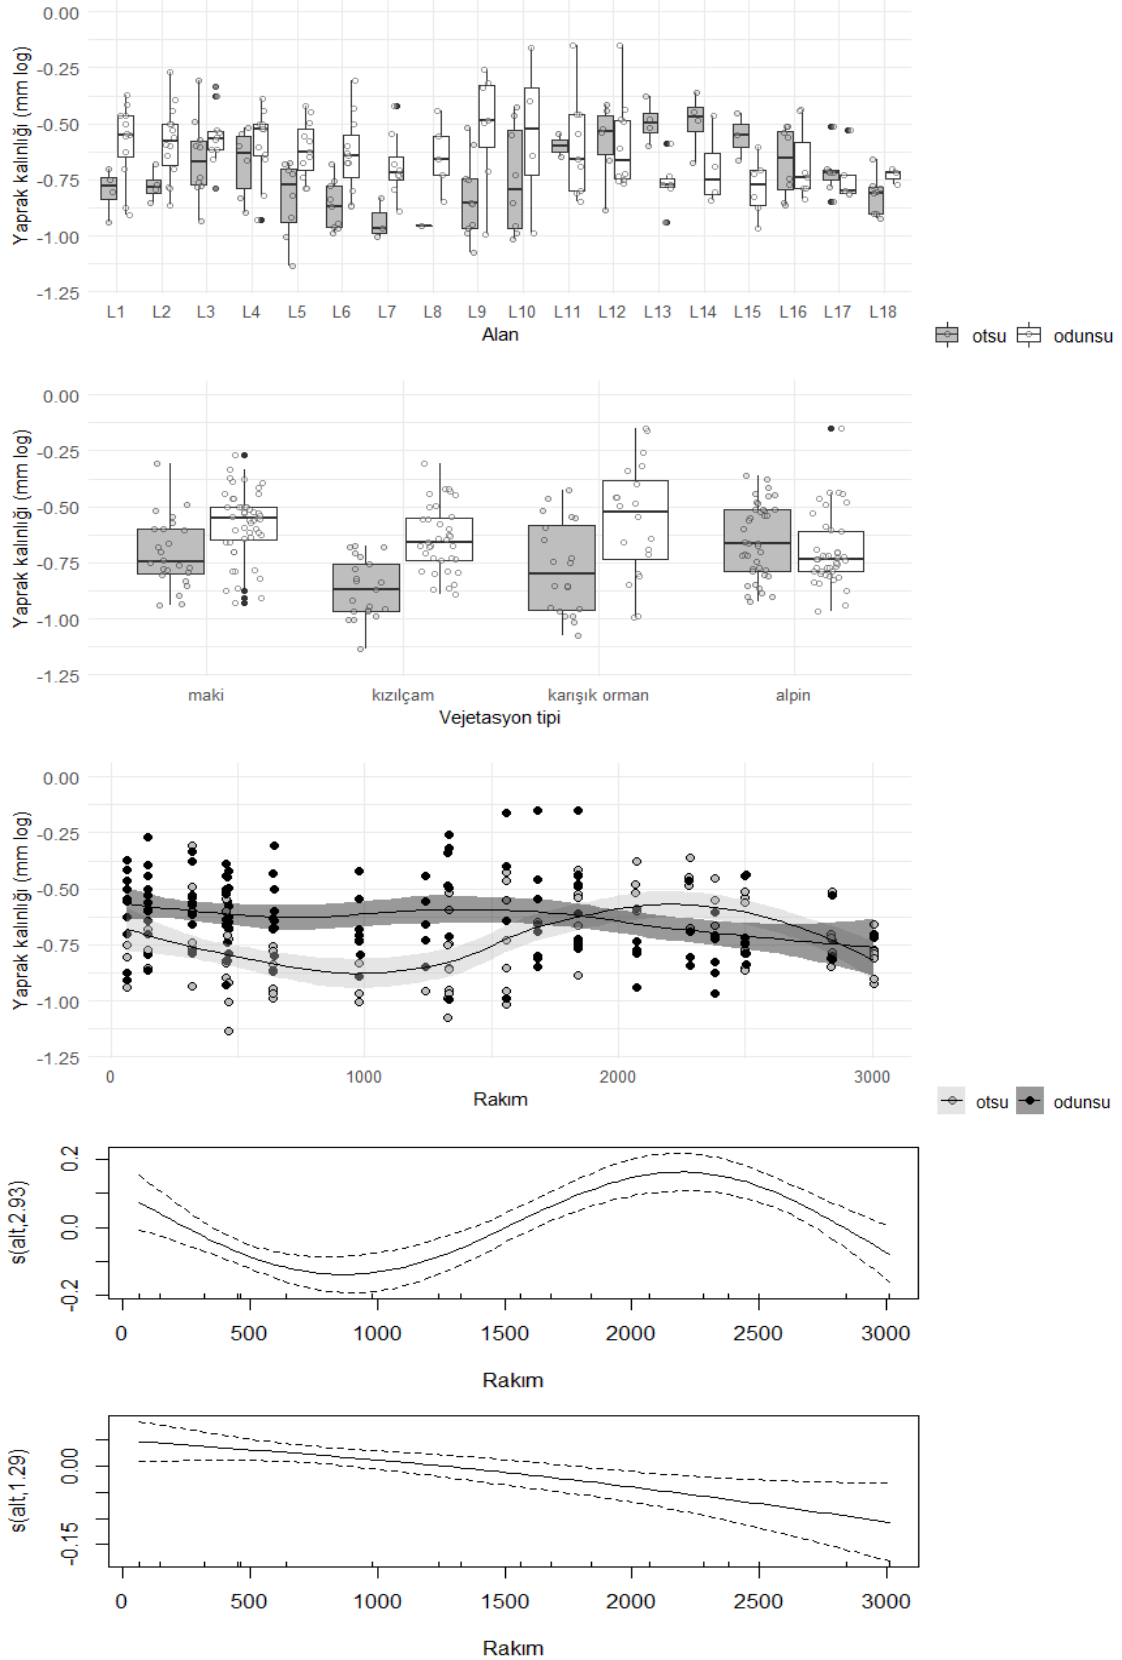 0.00
-0.25
-0.50
-0.75
-1.00
-1.25
Yaprak kalınlığı (mm log)
L1 L2 L3 L4 L5 L6 L7 L8 L9 L10 L11 L12 L13 L14 L15 L16 L17 L18
Alan
otsu odunsu
0.00
-0.25
-0.50
-0.75
-1.00
-1.25
Yaprak kalınlığı (mm log)
maki kızılçam karışık orman alpin
Vejetasyon tipi
0.00
-0.25
-0.50
-0.75
-1.00
-1.25
Yaprak kalınlığı (mm log)
0 1000 2000 3000
Rakım
otsu odunsu
0.2
0.0
-0.2
s(alt,2.93)
0 500 1000 1500 2000 2500 3000
Rakım
0.00
-0.15
s(alt,1.29)
0 500 1000 1500 2000 2500 3000
Rakım